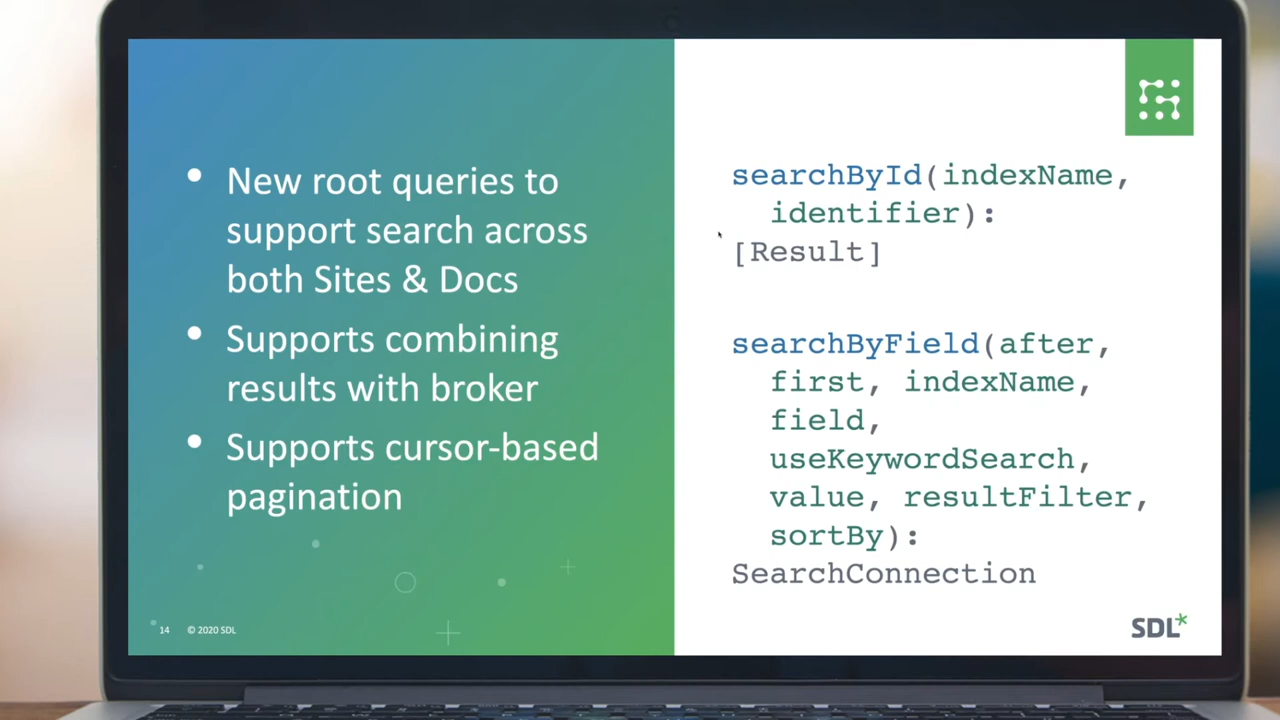 • New root queries to
support search across
both Sites & Docs
• Supports combining
results with broker
• Supports cursor-based
pagination
searchById(indexName,
identifier):
[Result]
searchByField(after,
first, indexName,
field,
useKeywordSearch,
value, resultFilter,
sortBy):
SearchConnection
14 © 2020 SDL
SDL*